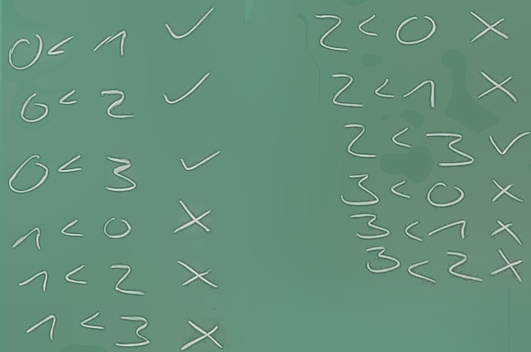 0 < 1 ✓
0 < 2 ✓
0 < 3 ✓
1 < 0 ✗
1 < 2 ✗
1 < 3 ✗
2 < 0 ✗
2 < 1 ✗
2 < 3 ✓
3 < 0 ✗
3 < 1 ✗
3 < 2 ✗